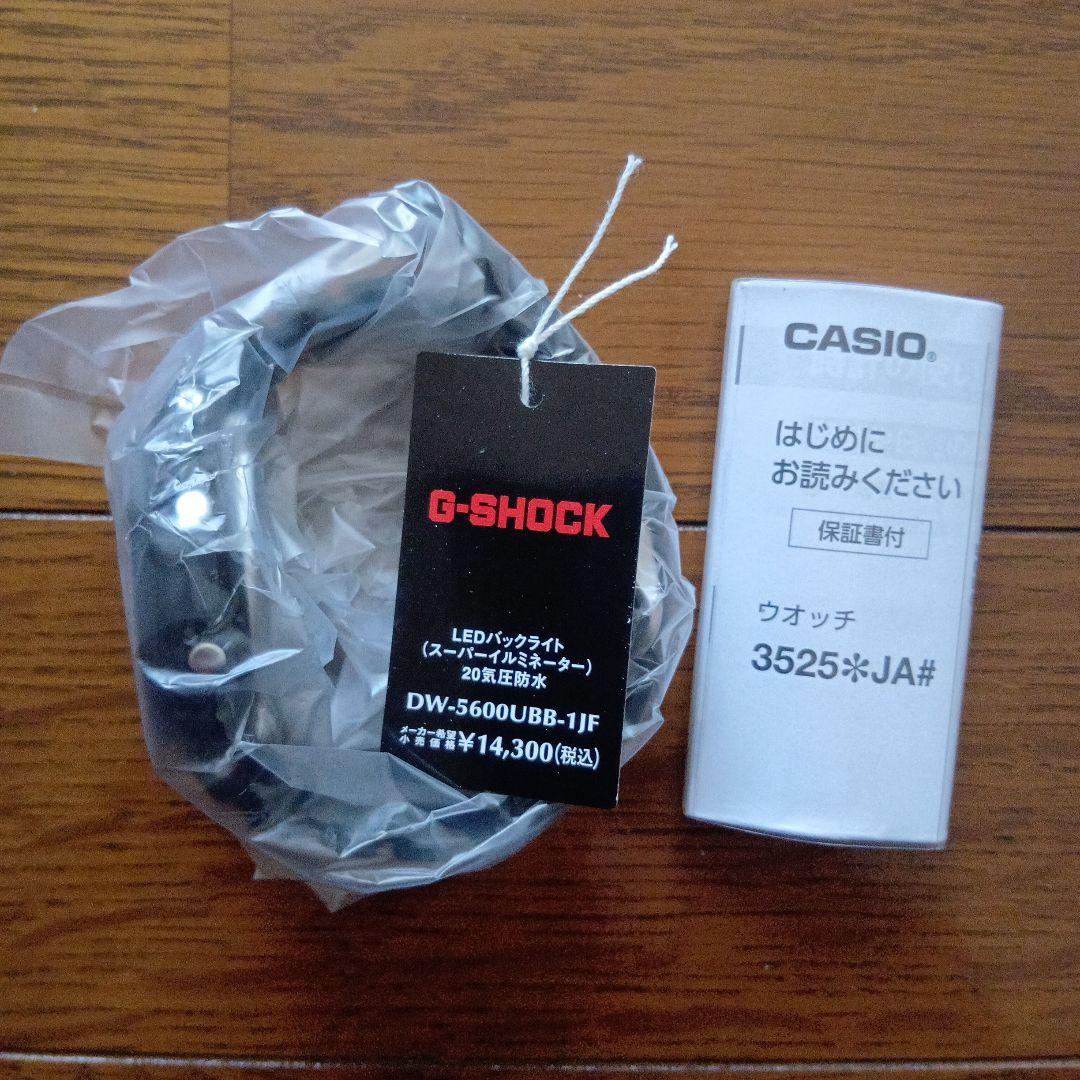 G-SHOCK
LEDバックライト
(スーパーイルミネーター)
20気圧防水
DW-5600UBB-1JF
メーカー希望
小売価格 ¥14,300(税込)
CASIO®
はじめに
お読みください
保証書付
ウオッチ
3525✻JA#